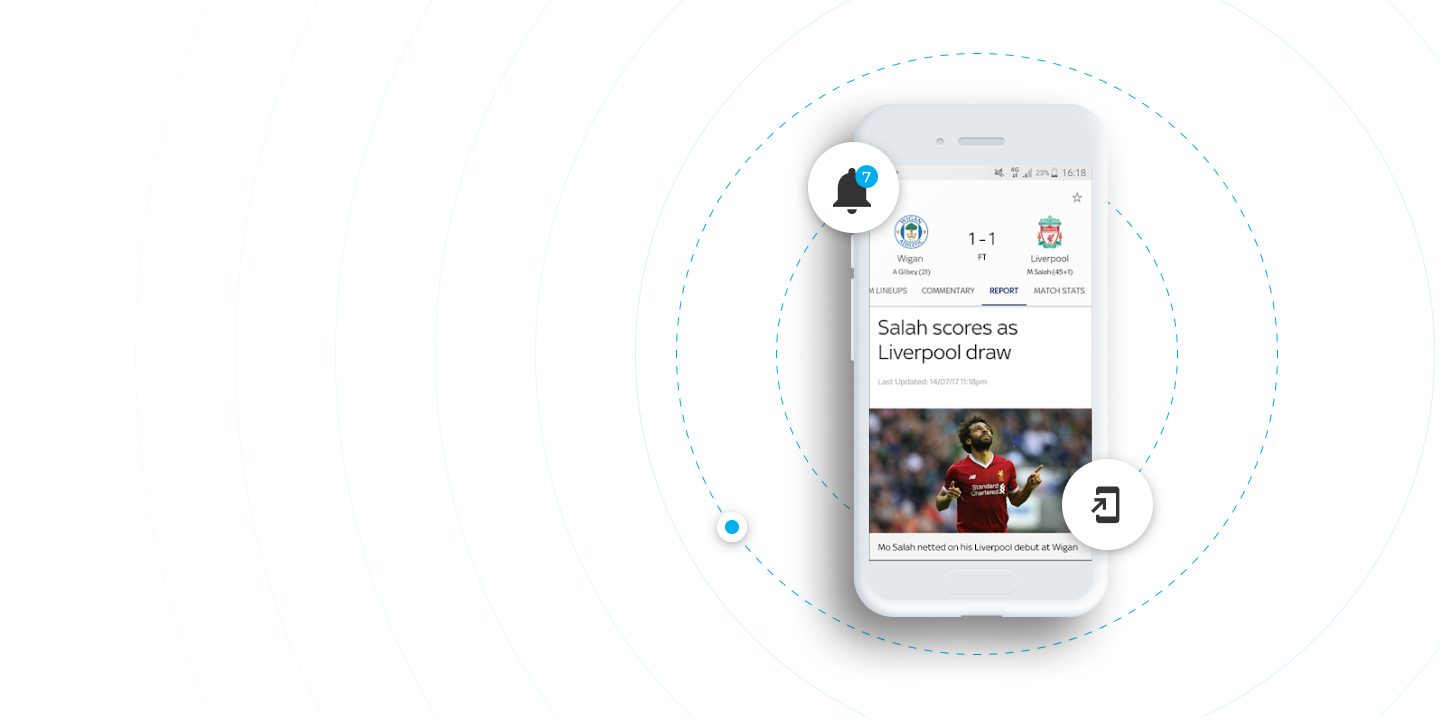 7
4G 23% 16:18
WIGAN
ATHLETIC
1 - 1
FT
Wigan
Liverpool
A Gilbey (21)
M Salah (45+1)
M LINEUPS COMMENTARY REPORT MATCH STATS
Salah scores as
Liverpool draw
Last Updated: 14/07/17 11:18pm
Standard
Chartered
Mo Salah netted on his Liverpool debut at Wigan